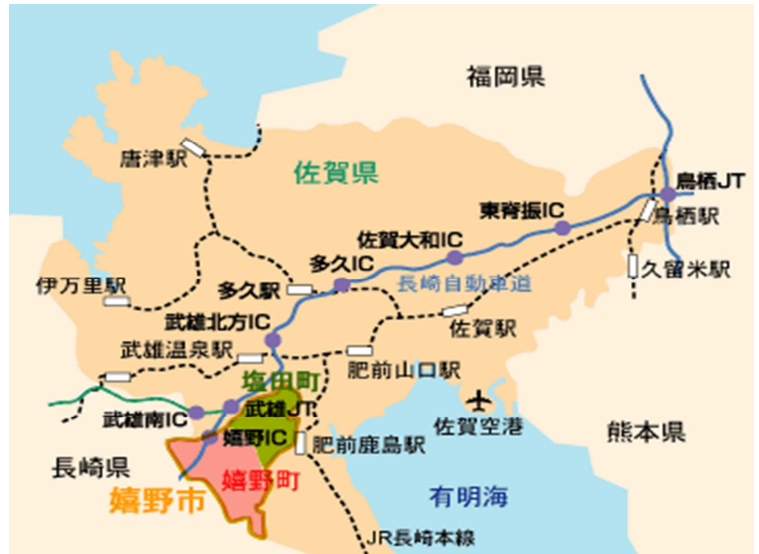 福岡県
唐津駅
佐賀県
鳥栖JT
東脊振IC
鳥栖駅
佐賀大和IC
多久IC
久留米駅
長崎自動車道
伊万里駅
多久駅
武雄北方IC
佐賀駅
武雄温泉駅
肥前山口駅
塩田町
武雄JT
武雄南IC
佐賀空港
熊本県
嬉野IC
肥前鹿島駅
長崎県
嬉野町
嬉野市
有明海
JR長崎本線